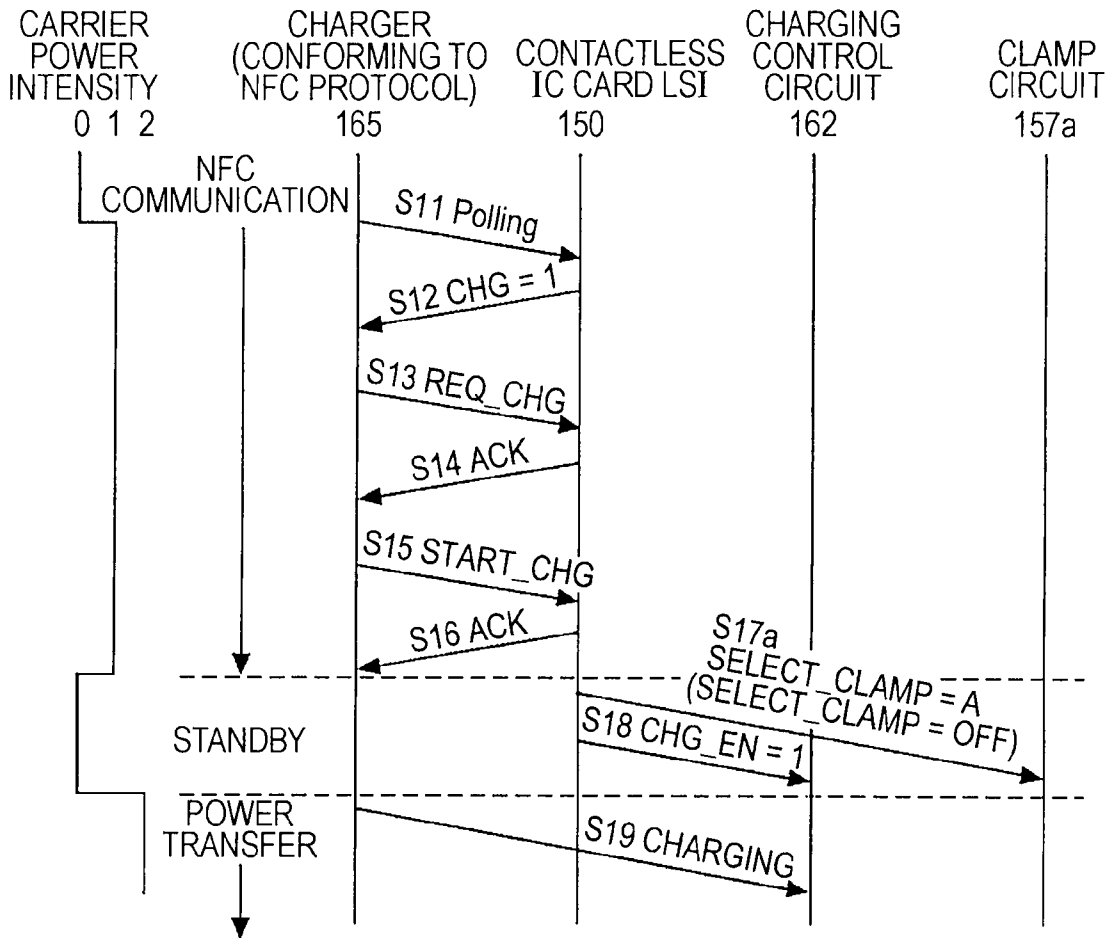 CARRIER
POWER
INTENSITY
0 1 2
CHARGER
(CONFORMING TO
NFC PROTOCOL)
165
CONTACTLESS
IC CARD LSI
150
CHARGING
CONTROL
CIRCUIT
162
CLAMP
CIRCUIT
157a
NFC
COMMUNICATION
S11 Polling
S12 CHG = 1
S13 REQ_CHG
S14 ACK
S15 START_CHG
S16 ACK
S17a
SELECT_CLAMP = A
(SELECT_CLAMP = OFF)
STANDBY
S18 CHG_EN = 1
POWER
TRANSFER
S19 CHARGING